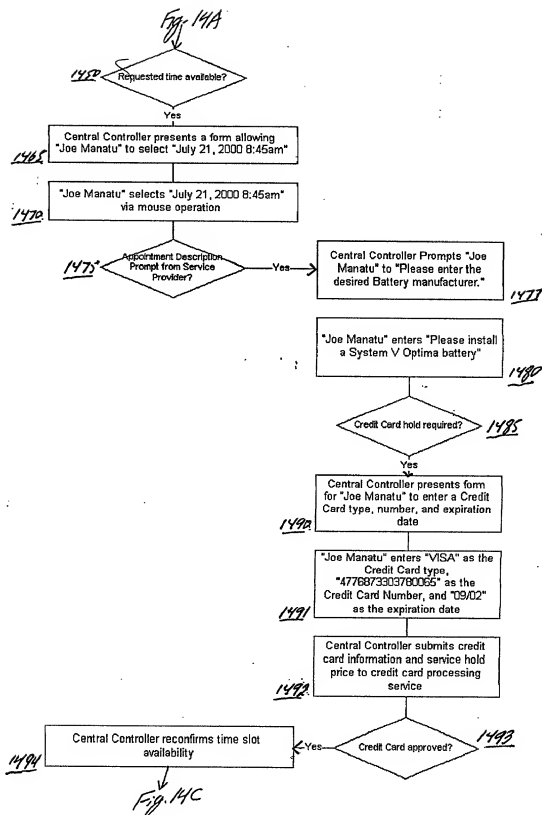 Fig. 14A
1450
Requested time available?
Yes
Central Controller presents a form allowing
"Joe Manatu" to select "July 21, 2000 8:45am"
1465
"Joe Manatu" selects "July 21, 2000 8:45am"
via mouse operation
1470
Appointment Description
Prompt from Service
Provider?
1475
Yes
Central Controller Prompts "Joe
Manatu" to "Please enter the
desired Battery manufacturer."
1477
"Joe Manatu" enters "Please install
a System V Optima battery"
1480
Credit Card hold required?
1485
Yes
Central Controller presents form
for "Joe Manatu" to enter a Credit
Card type, number, and expiration
date
1490
"Joe Manatu" enters "VISA" as the
Credit Card type,
"4776873303780065" as the
Credit Card Number, and "09/02"
as the expiration date
1491
Central Controller submits credit
card information and service hold
price to credit card processing
service
1492
Credit Card approved?
1493
Yes
Central Controller reconfirms time slot
availability
1494
Fig. 14C